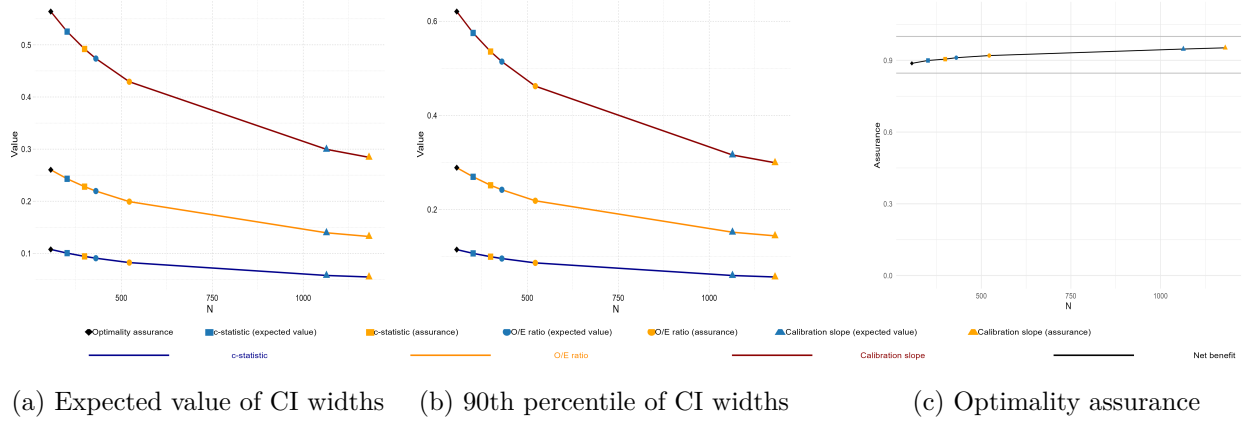 0.5
0.4
0.3
0.2
0.1
Value
500
750
1000
N
0.6
0.4
0.2
Value
500
750
1000
N
0.9
0.6
0.3
0.0
Assurance
500
1000
N
Optimality assurance
c-statistic (expected value)
c-statistic (assurance)
O/E ratio (expected value)
O/E ratio (assurance)
Calibration slope (expected value)
Calibration slope (assurance)
c-statistic
O/E ratio
Calibration slope
Net benefit
(a) Expected value of CI widths
(b) 90th percentile of CI widths
(c) Optimality assurance